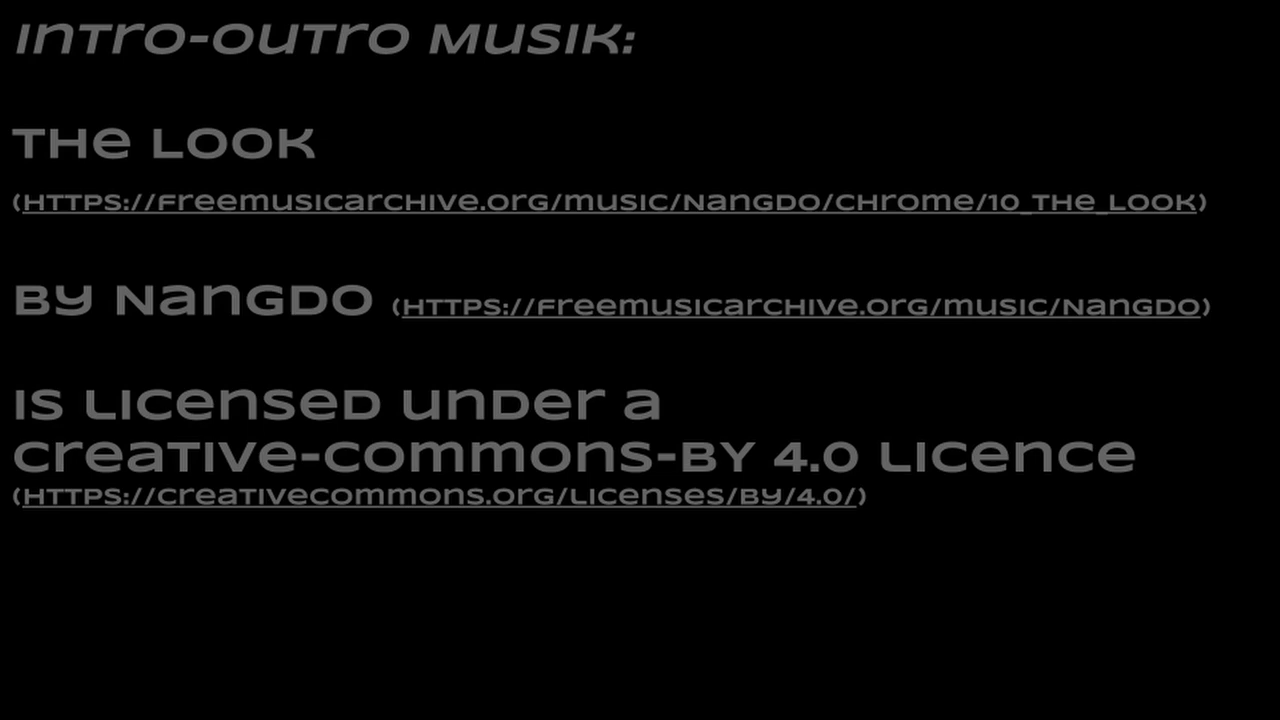 Intro-Outro Musik:
The Look
(https://freemusicarchive.org/music/Nangdo/Chrome/10_The_Look)
By Nangdo (https://freemusicarchive.org/music/Nangdo)
is licensed under a
creative-commons-BY 4.0 Licence
(https://creativecommons.org/licenses/by/4.0/)